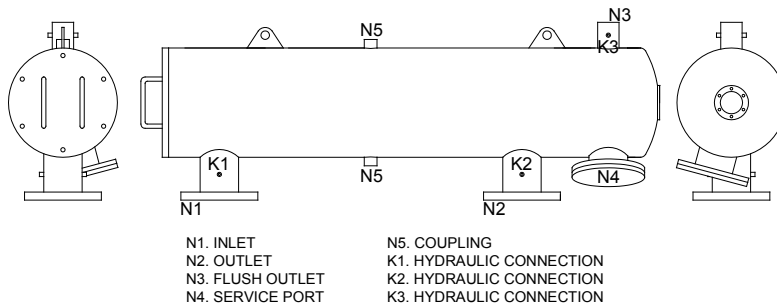 N5
N3
K3
K1
K2
N5
N4
N1
N2
N1. INLET
N2. OUTLET
N3. FLUSH OUTLET
N4. SERVICE PORT
N5. COUPLING
K1. HYDRAULIC CONNECTION
K2. HYDRAULIC CONNECTION
K3. HYDRAULIC CONNECTION